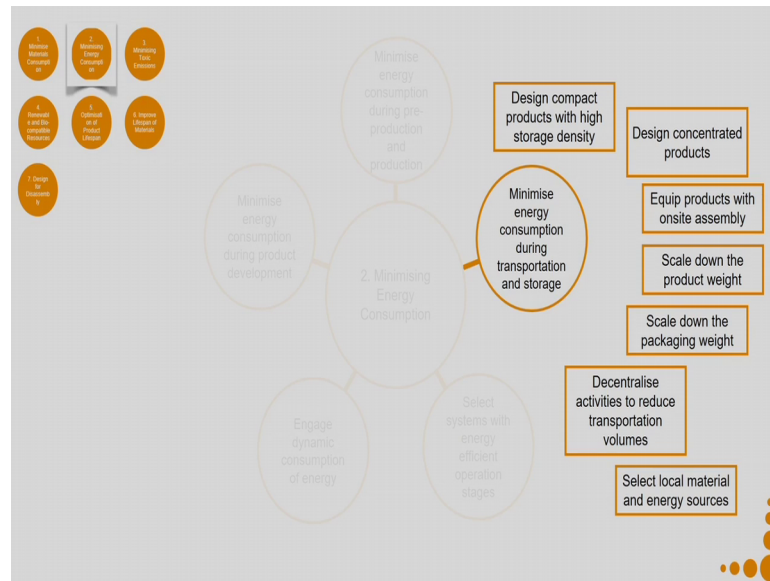 1.
Minimise
Materials
Consumpti
on
2.
Minimising
Energy
Consumpti
on
3.
Minimising
Toxic
Emissions
4.
Renewabl
e and Bio-
compatible
Resources
5.
Optimisati
on of
Product
Lifespan
6. Improve
Lifespan of
Materials
7. Design
for
Disassemb
ly
Minimise
energy
consumption
during pre-
production
and
production
Minimise
energy
consumption
during product
development
2. Minimising
Energy
Consumption
Engage
dynamic
consumption
of energy
Select
systems with
energy
efficient
operation
stages
Minimise
energy
consumption
during
transportation
and storage
Design compact
products with high
storage density
Design concentrated
products
Equip products with
onsite assembly
Scale down the
product weight
Scale down the
packaging weight
Decentralise
activities to reduce
transportation
volumes
Select local material
and energy sources